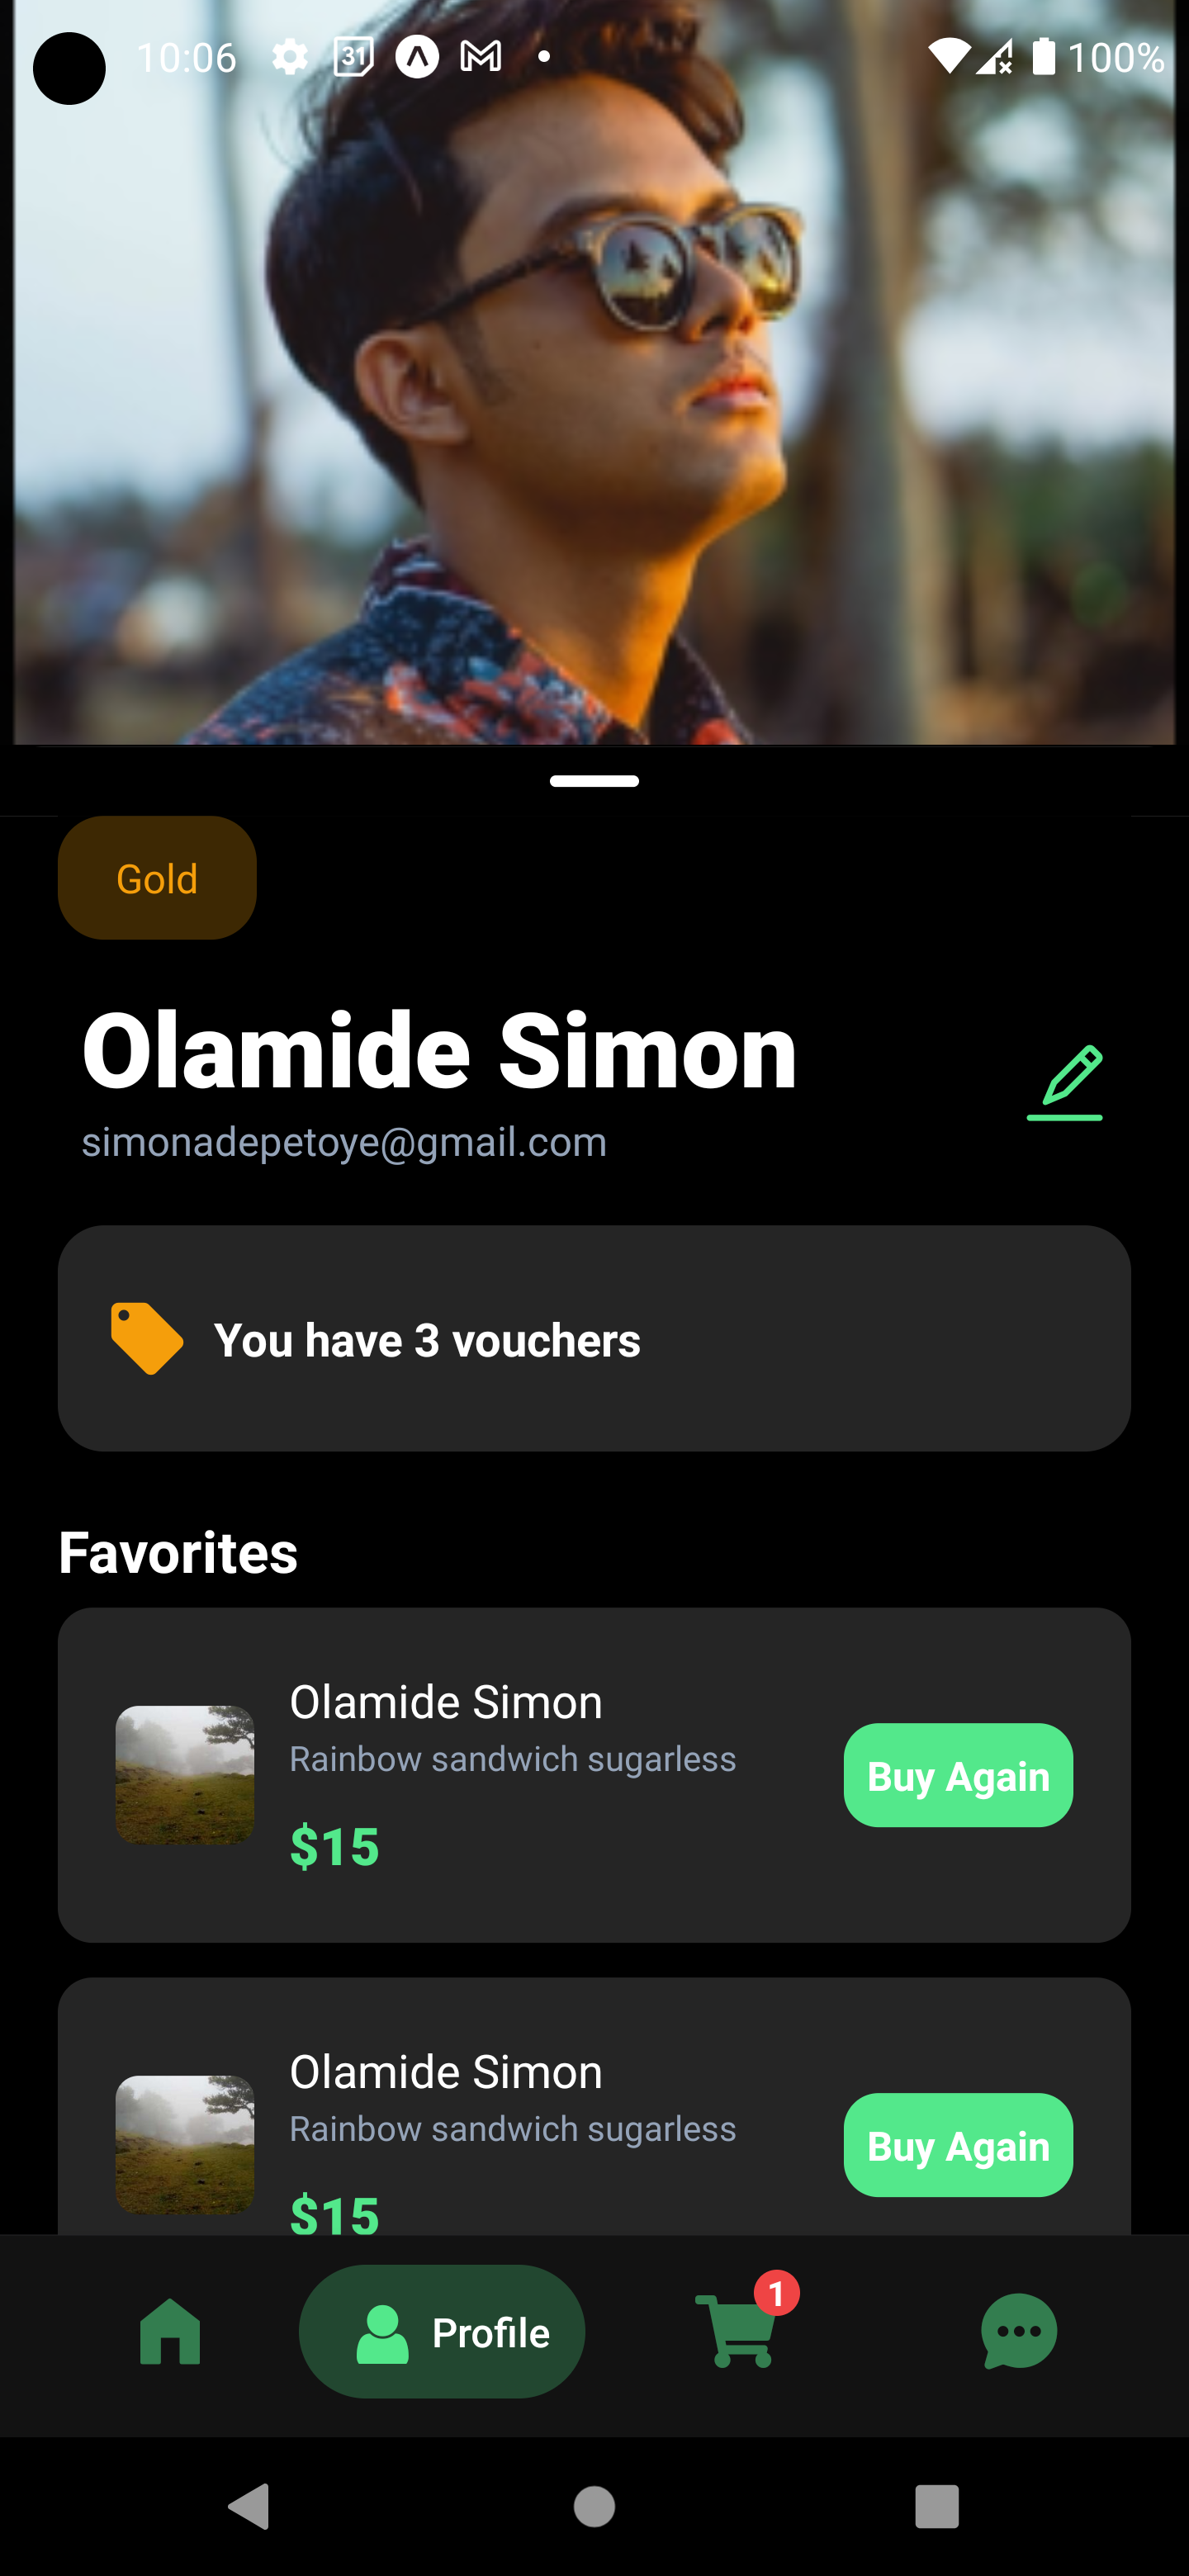 10:06 31 100%
Gold
Olamide Simon
simonadepetoye@gmail.com
You have 3 vouchers
Favorites
Olamide Simon
Rainbow sandwich sugarless
$15
Buy Again
Olamide Simon
Rainbow sandwich sugarless
$15
Buy Again
Profile
1